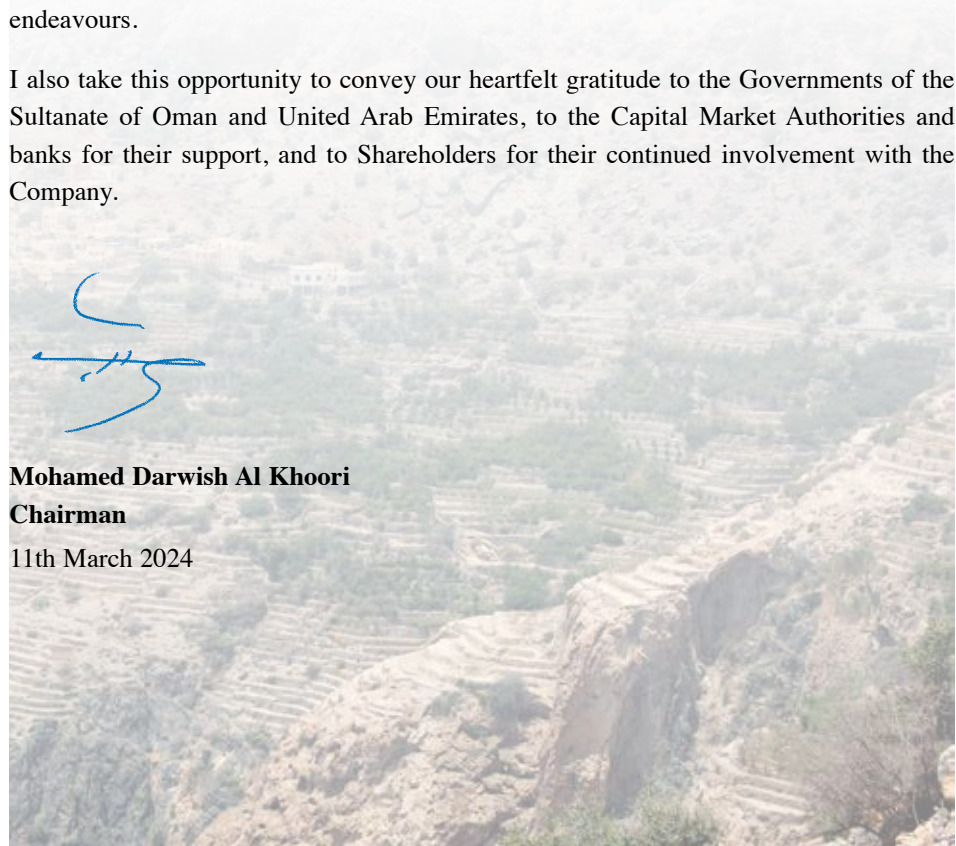 endeavours.
I also take this opportunity to convey our heartfelt gratitude to the Governments of the
Sultanate of Oman and United Arab Emirates, to the Capital Market Authorities and
banks for their support, and to Shareholders for their continued involvement with the
Company.
Mohamed Darwish Al Khoori
Chairman
11th March 2024